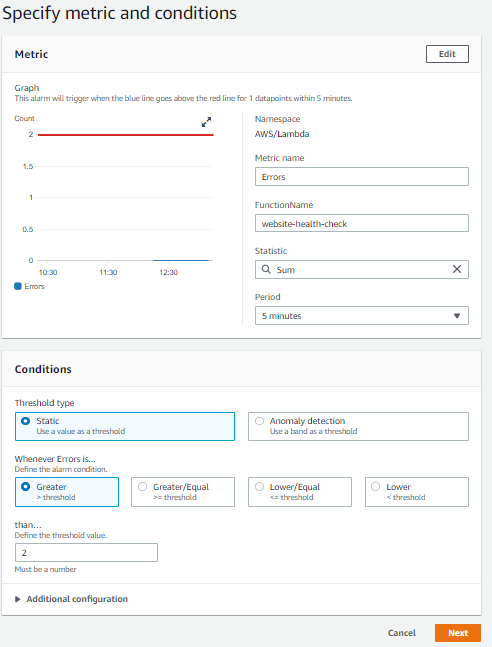 Specify metric and conditions
Metric
Edit
Graph
This alarm will trigger when the blue line goes above the red line for 1 datapoints within 5 minutes.
Count
2
1.5
1
0.5
0
10:30 11:30 12:30
Errors
Namespace
AWS/Lambda
Metric name
Errors
FunctionName
website-health-check
Statistic
Sum
Period
5 minutes
Conditions
Threshold type
Static
Use a value as a threshold
Anomaly detection
Use a band as a threshold
Whenever Errors is...
Define the alarm condition.
Greater
> threshold
Greater/Equal
>= threshold
Lower/Equal
<= threshold
Lower
< threshold
than...
Define the threshold value.
2
Must be a number
Additional configuration
Cancel
Next